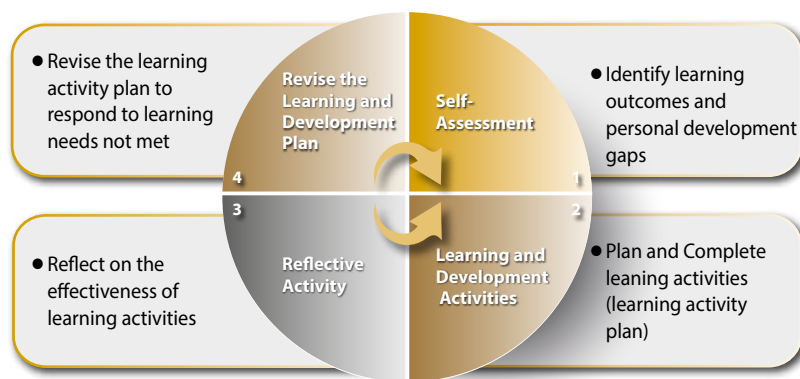 ● Revise the learning
activity plan to
respond to learning
needs not met
Revise the
Learning and
Development
Plan
4
Self-
Assessment
1
● Identify learning
outcomes and
personal development
gaps
● Reflect on the
effectiveness of
learning activities
3
Reflective
Activity
2
Learning and
Development
Activities
● Plan and Complete
leaning activities
(learning activity
plan)